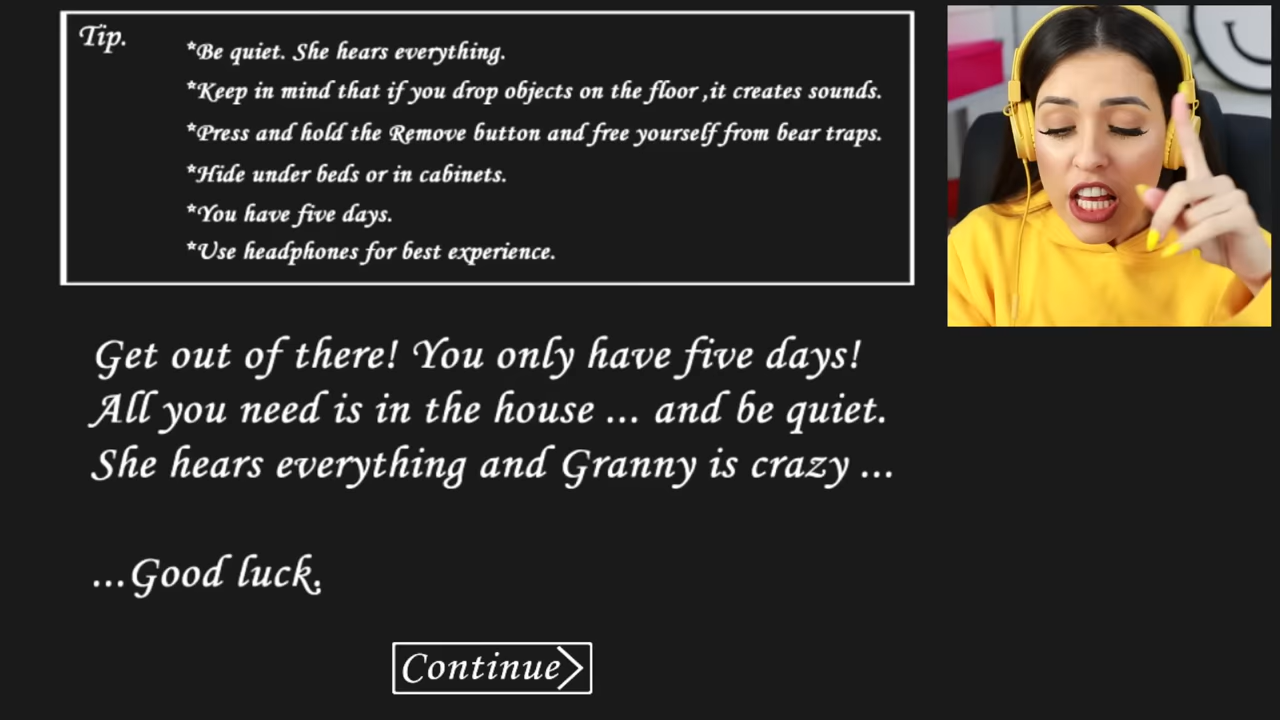 Tip.
*Be quiet. She hears everything.
*Keep in mind that if you drop objects on the floor ,it creates sounds.
*Press and hold the Remove button and free yourself from bear traps.
*Hide under beds or in cabinets.
*You have five days.
*Use headphones for best experience.
Get out of there! You only have five days!
All you need is in the house ... and be quiet.
She hears everything and Granny is crazy ...
...Good luck.
Continue>